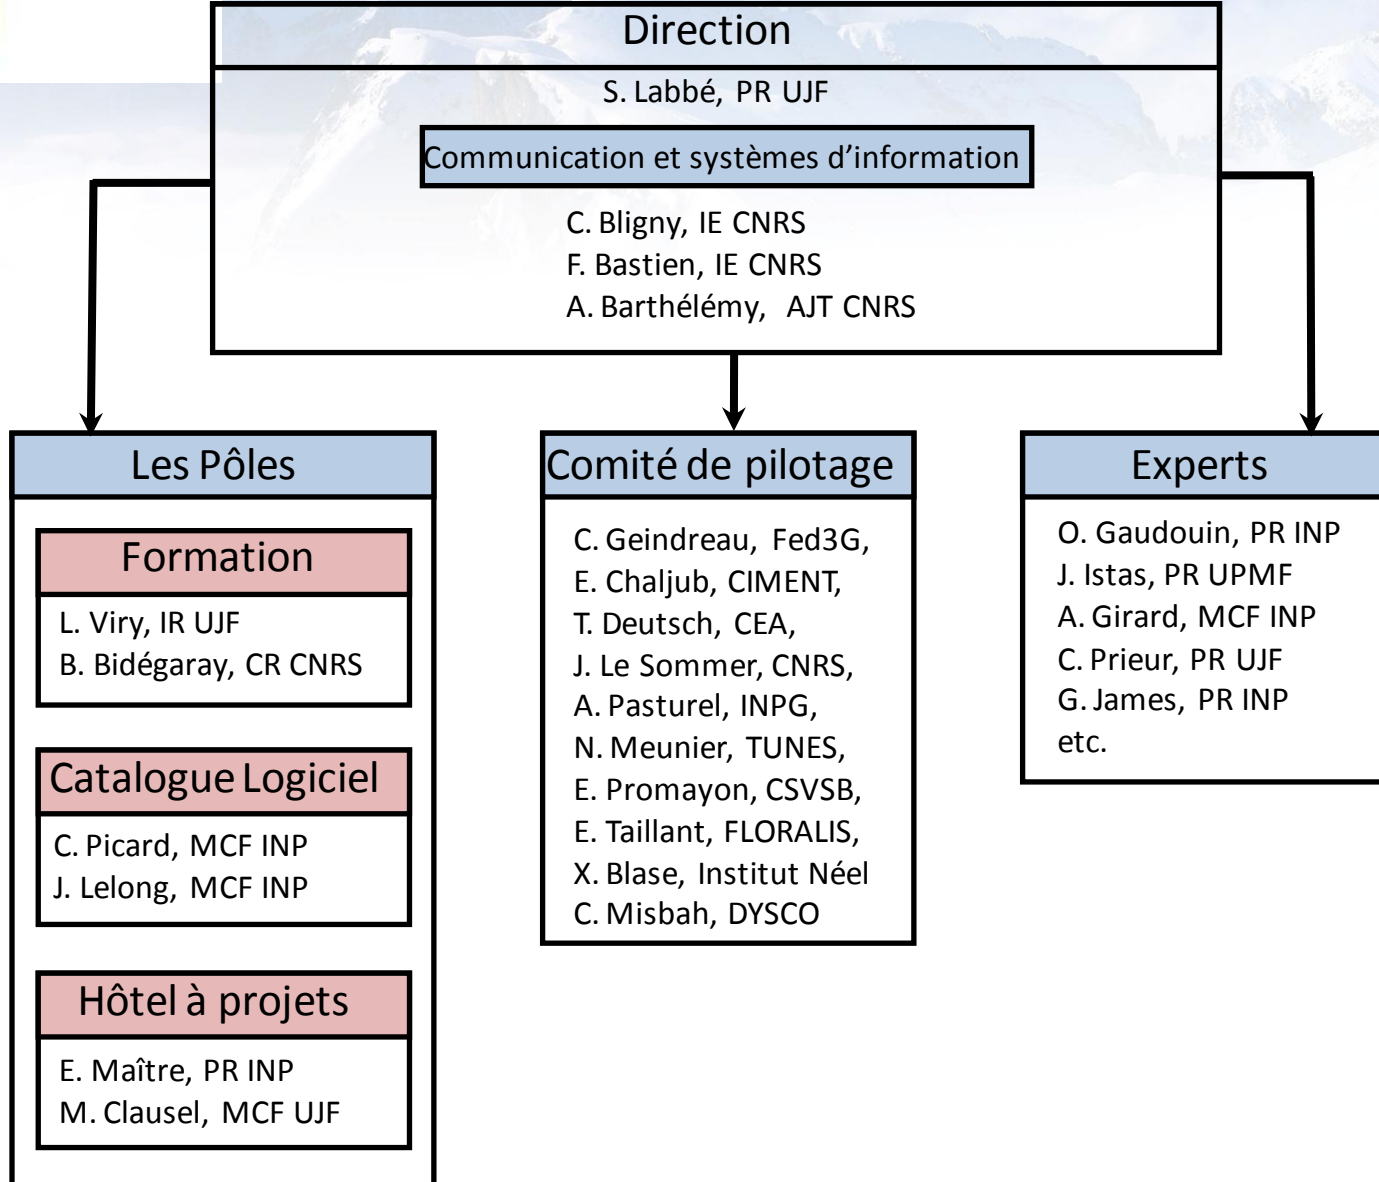 Direction
S. Labbé, PR UJF
Communication et systèmes d’information
C. Bligny, IE CNRS
F. Bastien, IE CNRS
A. Barthélémy, AJT CNRS
Les Pôles
Formation
L. Viry, IR UJF
B. Bidégaray, CR CNRS
Catalogue Logiciel
C. Picard, MCF INP
J. Lelong, MCF INP
Hôtel à projets
E. Maître, PR INP
M. Clausel, MCF UJF
Comité de pilotage
C. Geindreau, Fed3G,
E. Chaljub, CIMENT,
T. Deutsch, CEA,
J. Le Sommer, CNRS,
A. Pasturel, INPG,
N. Meunier, TUNES,
E. Promayon, CSVSB,
E. Taillant, FLORALIS,
X. Blase, Institut Néel
C. Misbah, DYSCO
Experts
O. Gaudouin, PR INP
J. Istas, PR UPMF
A. Girard, MCF INP
C. Prieur, PR UJF
G. James, PR INP
etc.